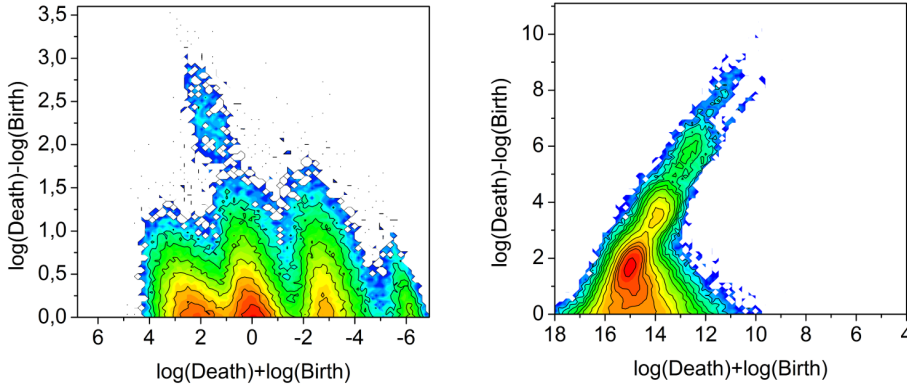 3,5
3,0
2,5
2,0
1,5
1,0
0,5
0,0
log(Death)-log(Birth)
6 4 2 0 -2 -4 -6
log(Death)+log(Birth)
10
8
6
4
2
0
log(Death)-log(Birth)
18 16 14 12 10 8 6 4
log(Death)+log(Birth)